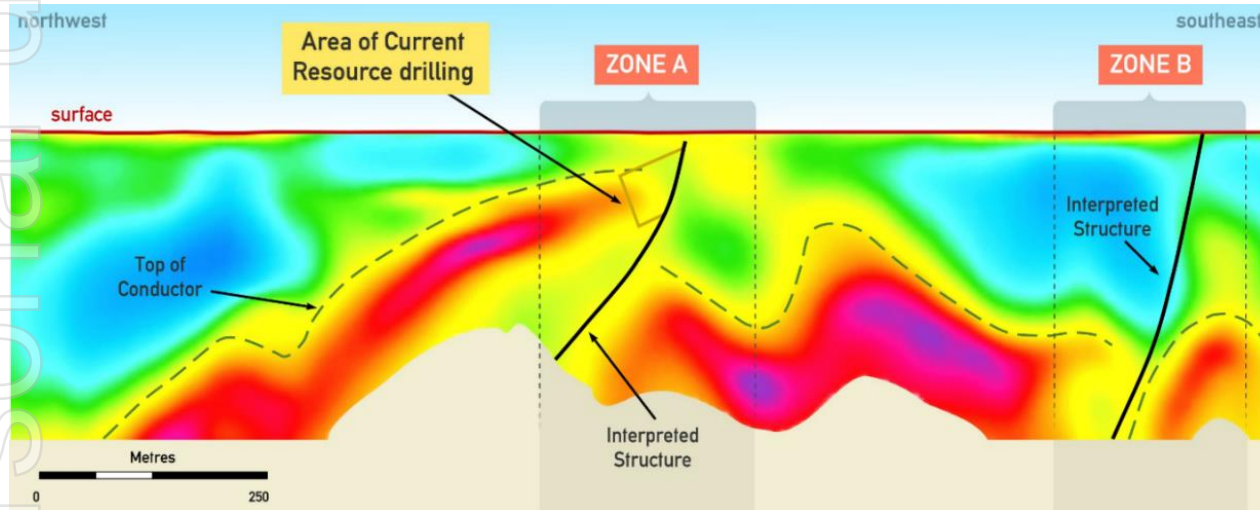 northwest
southeast
Area of Current
Resource drilling
ZONE A
ZONE B
surface
Interpreted
Structure
Top of
Conductor
Interpreted
Structure
Metres
0
250